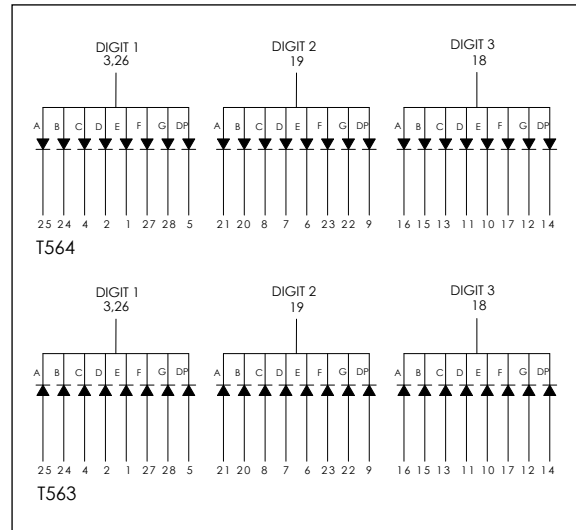 DIGIT 1 DIGIT 2 DIGIT 3
3,26 19 18
A B C D E F G DP A B C D E F G DP A B C D E F G DP
25 24 4 2 1 27 28 5 21 20 8 7 6 23 22 9 16 15 13 11 10 17 12 14
T564
DIGIT 1 DIGIT 2 DIGIT 3
3,26 19 18
A B C D E F G DP A B C D E F G DP A B C D E F G DP
25 24 4 2 1 27 28 5 21 20 8 7 6 23 22 9 16 15 13 11 10 17 12 14
T563